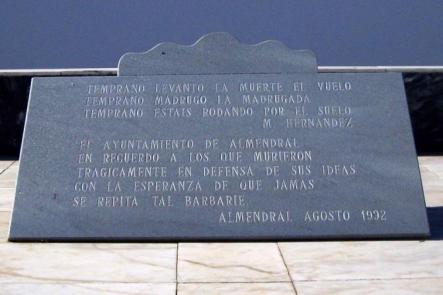 TEMPRANO LEVANTO LA MUERTE EL VUELO
TEMPRANO MADRUGO LA MADRUGADA
TEMPRANO ESTAIS RODANDO POR EL SUELO
M. HERNANDEZ
EL AYUNTAMIENTO DE ALMENDRAL
EN RECUERDO A LOS QUE MURIERON
TRAGICAMENTE EN DEFENSA DE SUS IDEAS
CON LA ESPERANZA DE QUE JAMAS
SE REPITA TAL BARBARIE.
ALMENDRAL AGOSTO 1992